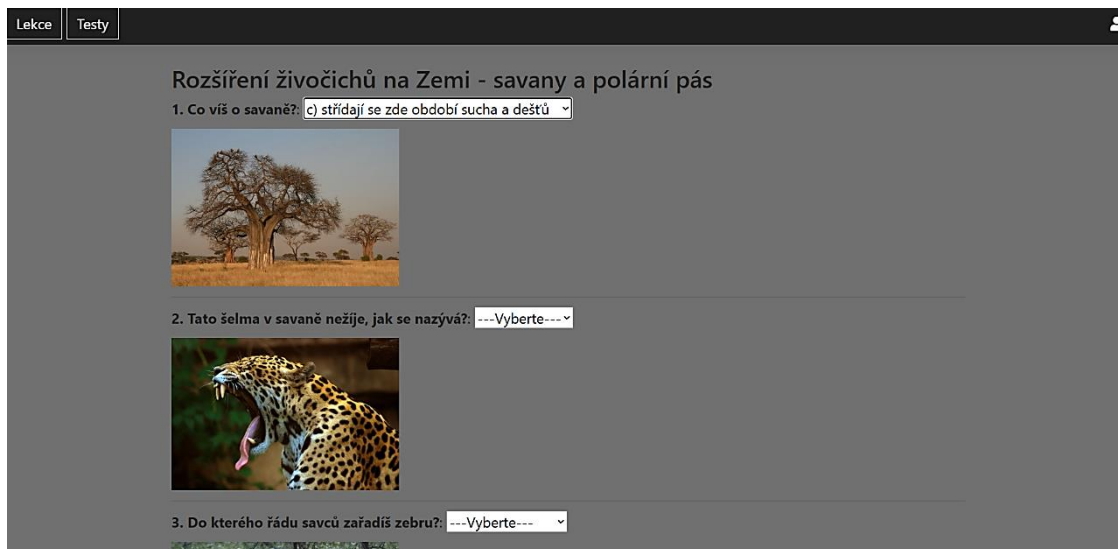 Lekce Testy
Rozšíření živočichů na Zemi - savany a polární pás
1. Co víš o savaně?: c) střídají se zde období sucha a dešťů
2. Tato šelma v savaně nežije, jak se nazývá?: ---Vyberte---
3. Do kterého řádu savců zařadíš zebru?: ---Vyberte---